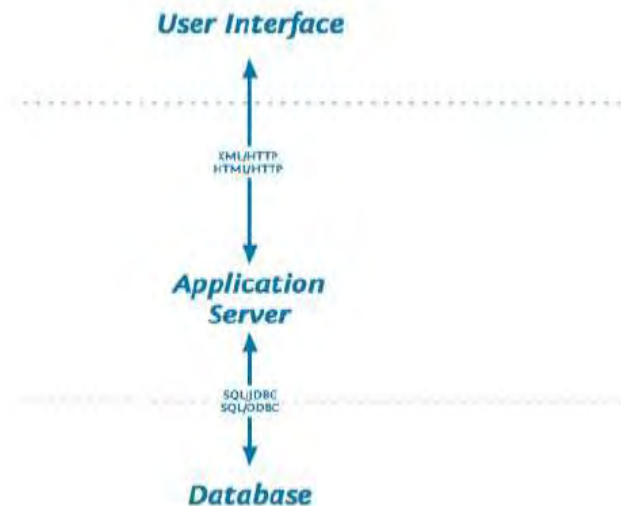 User Interface
XML/HTTP
HTML/HTTP
Application
Server
SQL/JDBC
SQL/ODBC
Database